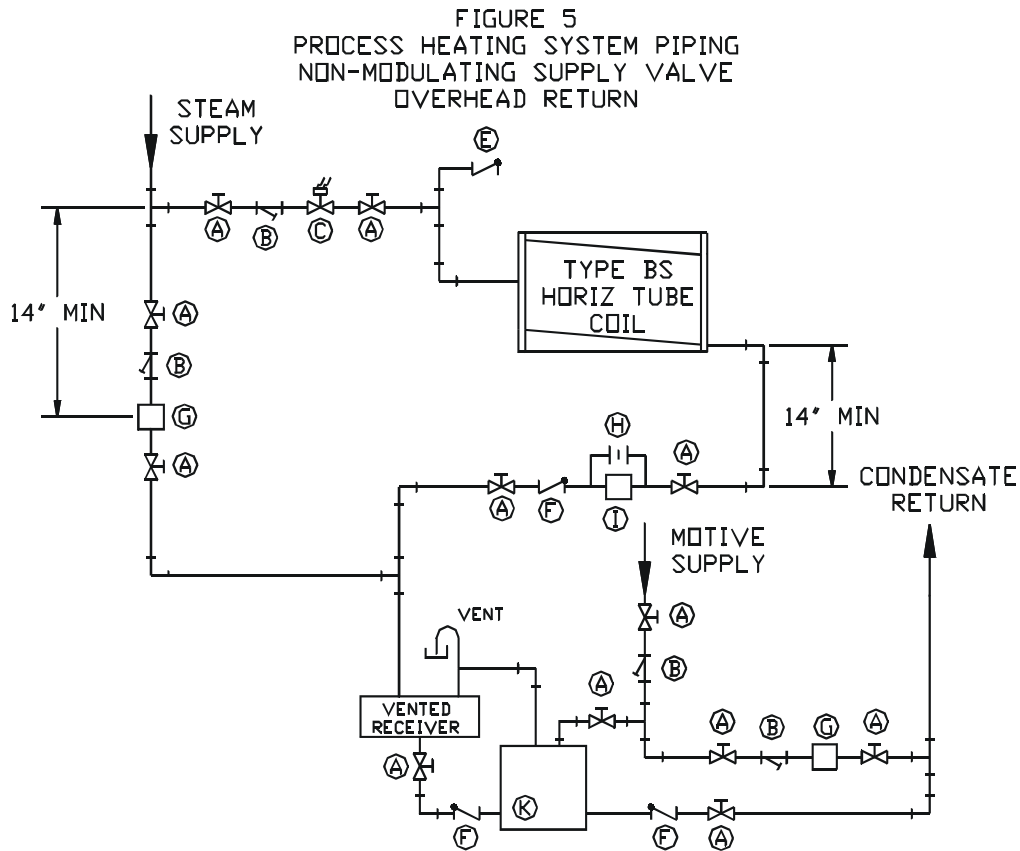 FIGURE 5
PROCESS HEATING SYSTEM PIPING
NON-MODULATING SUPPLY VALVE
OVERHEAD RETURN
STEAM
SUPPLY
E
A
B
C
A
TYPE BS
HORIZ TUBE
COIL
14" MIN
A
B
G
A
14" MIN
H
A
A
F
I
CONDENSATE
RETURN
MOTIVE
SUPPLY
A
VENT
B
A
VENTED
RECEIVER
A
B
G
A
A
K
F
F
A